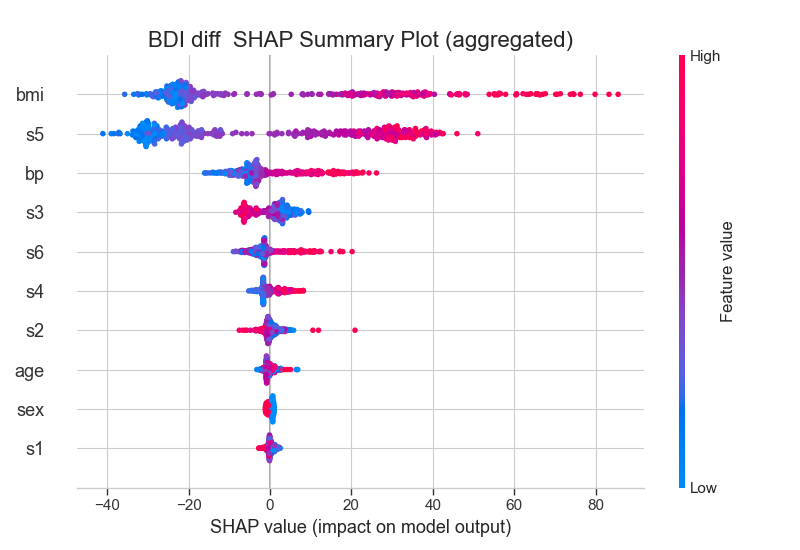 BDI diff  SHAP Summary Plot (aggregated)
High
bmi
s5
bp
s3
s6
s4
s2
age
sex
s1
Feature value
Low
−40
−20
0
20
40
60
80
SHAP value (impact on model output)